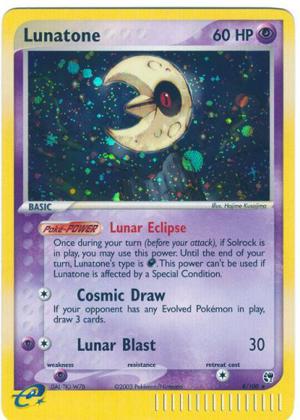 Lunatone 60 HP
Illus. Hajime Kusajima
BASIC
Poké-POWER Lunar Eclipse
Once during your turn (before your attack), if Solrock is
in play, you may use this power. Until the end of your
turn, Lunatone's type is . This power can't be used if
Lunatone is affected by a Special Condition.
Cosmic Draw
If your opponent has any Evolved Pokémon in play,
draw 3 cards.
Lunar Blast 30
weakness resistance retreat cost
©2003 Pokémon/Nintendo 8/100
e